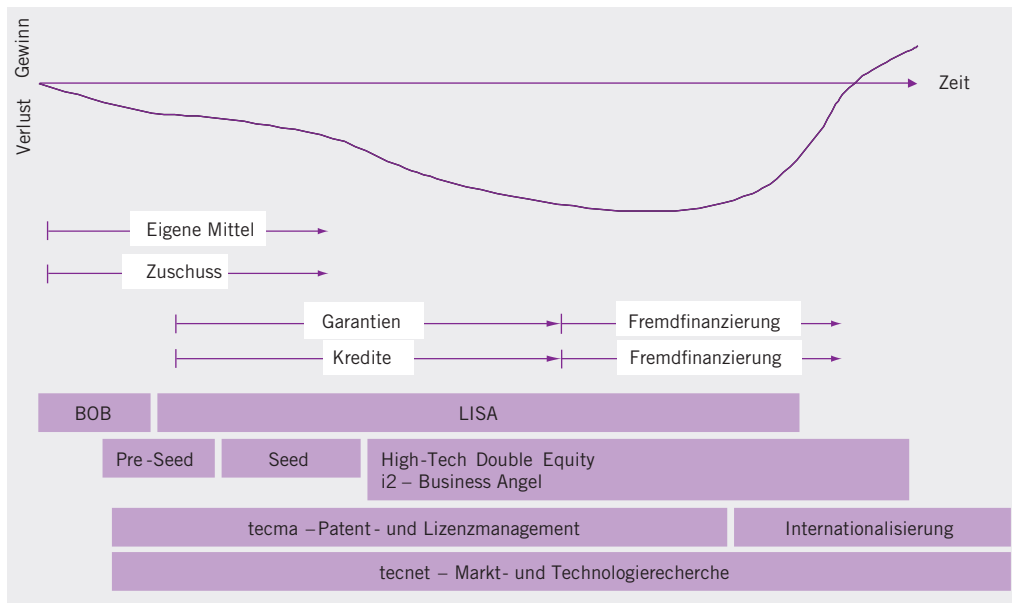 Gewinn
Verlust
Zeit
Eigene Mittel
Zuschuss
Garantien
Fremdfinanzierung
Kredite
Fremdfinanzierung
BOB
LISA
Pre-Seed
Seed
High-Tech Double Equity
i2 – Business Angel
tecma – Patent- und Lizenzmanagement
Internationalisierung
tecnet – Markt- und Technologierecherche